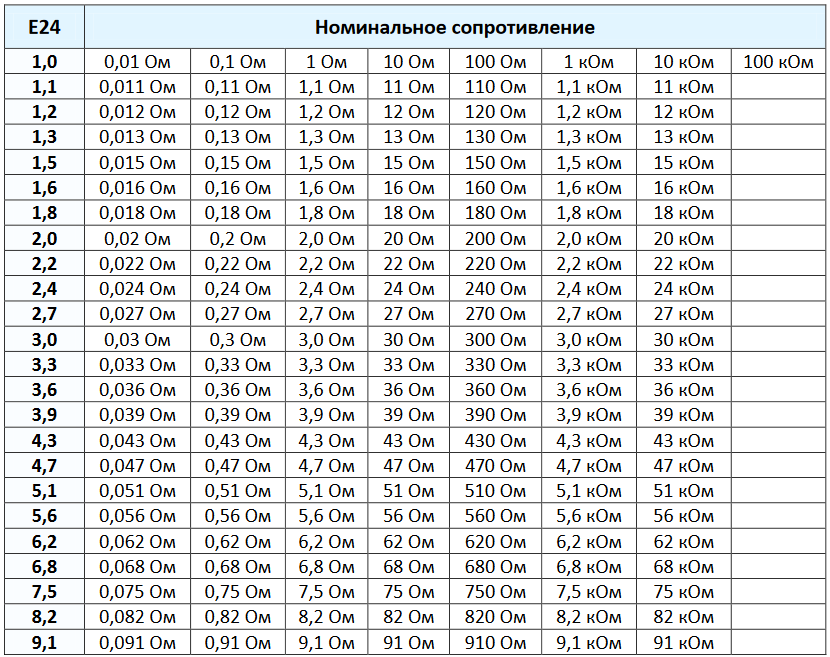 E24 Номинальное сопротивление
1,0 0,01 Ом 0,1 Ом 1 Ом 10 Ом 100 Ом 1 кОм 10 кОм 100 кОм
1,1 0,011 Ом 0,11 Ом 1,1 Ом 11 Ом 110 Ом 1,1 кОм 11 кОм
1,2 0,012 Ом 0,12 Ом 1,2 Ом 12 Ом 120 Ом 1,2 кОм 12 кОм
1,3 0,013 Ом 0,13 Ом 1,3 Ом 13 Ом 130 Ом 1,3 кОм 13 кОм
1,5 0,015 Ом 0,15 Ом 1,5 Ом 15 Ом 150 Ом 1,5 кОм 15 кОм
1,6 0,016 Ом 0,16 Ом 1,6 Ом 16 Ом 160 Ом 1,6 кОм 16 кОм
1,8 0,018 Ом 0,18 Ом 1,8 Ом 18 Ом 180 Ом 1,8 кОм 18 кОм
2,0 0,02 Ом 0,2 Ом 2,0 Ом 20 Ом 200 Ом 2,0 кОм 20 кОм
2,2 0,022 Ом 0,22 Ом 2,2 Ом 22 Ом 220 Ом 2,2 кОм 22 кОм
2,4 0,024 Ом 0,24 Ом 2,4 Ом 24 Ом 240 Ом 2,4 кОм 24 кОм
2,7 0,027 Ом 0,27 Ом 2,7 Ом 27 Ом 270 Ом 2,7 кОм 27 кОм
3,0 0,03 Ом 0,3 Ом 3,0 Ом 30 Ом 300 Ом 3,0 кОм 30 кОм
3,3 0,033 Ом 0,33 Ом 3,3 Ом 33 Ом 330 Ом 3,3 кОм 33 кОм
3,6 0,036 Ом 0,36 Ом 3,6 Ом 36 Ом 360 Ом 3,6 кОм 36 кОм
3,9 0,039 Ом 0,39 Ом 3,9 Ом 39 Ом 390 Ом 3,9 кОм 39 кОм
4,3 0,043 Ом 0,43 Ом 4,3 Ом 43 Ом 430 Ом 4,3 кОм 43 кОм
4,7 0,047 Ом 0,47 Ом 4,7 Ом 47 Ом 470 Ом 4,7 кОм 47 кОм
5,1 0,051 Ом 0,51 Ом 5,1 Ом 51 Ом 510 Ом 5,1 кОм 51 кОм
5,6 0,056 Ом 0,56 Ом 5,6 Ом 56 Ом 560 Ом 5,6 кОм 56 кОм
6,2 0,062 Ом 0,62 Ом 6,2 Ом 62 Ом 620 Ом 6,2 кОм 62 кОм
6,8 0,068 Ом 0,68 Ом 6,8 Ом 68 Ом 680 Ом 6,8 кОм 68 кОм
7,5 0,075 Ом 0,75 Ом 7,5 Ом 75 Ом 750 Ом 7,5 кОм 75 кОм
8,2 0,082 Ом 0,82 Ом 8,2 Ом 82 Ом 820 Ом 8,2 кОм 82 кОм
9,1 0,091 Ом 0,91 Ом 9,1 Ом 91 Ом 910 Ом 9,1 кОм 91 кОм